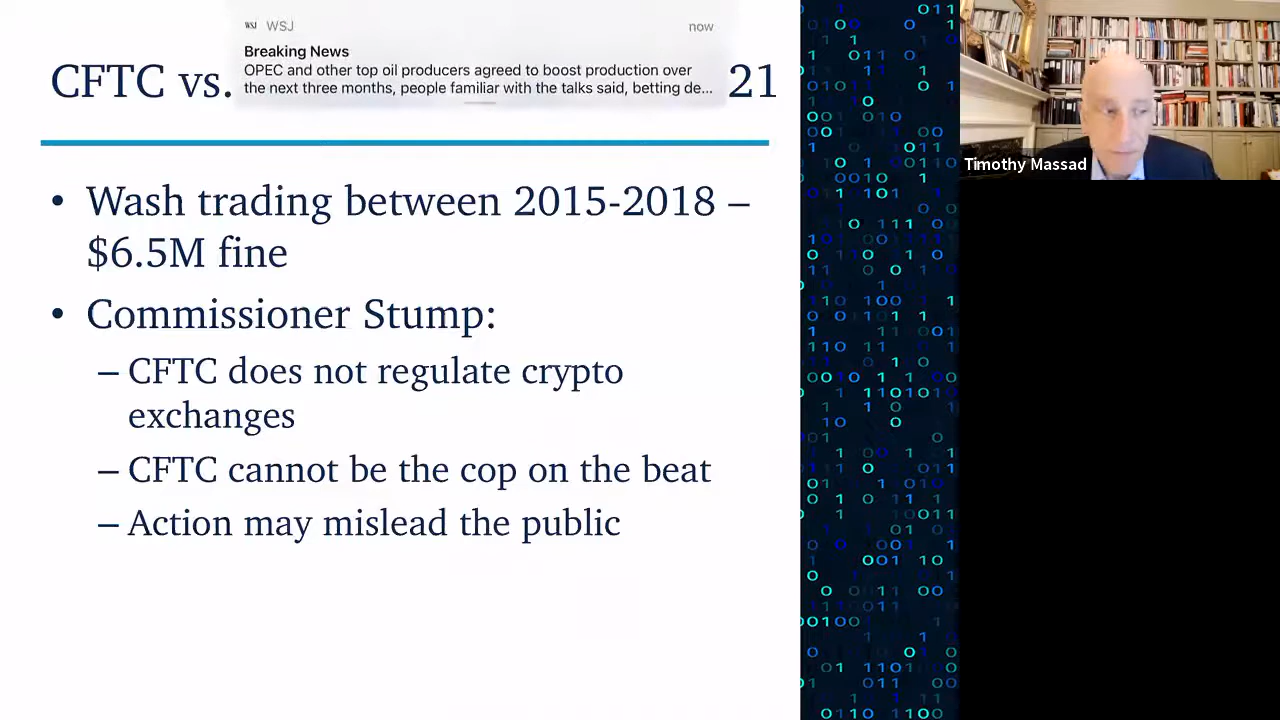 WSJ WSJ now
Breaking News
OPEC and other top oil producers agreed to boost production over
the next three months, people familiar with the talks said, betting de...
CFTC vs. 21
• Wash trading between 2015-2018 –
$6.5M fine
• Commissioner Stump:
– CFTC does not regulate crypto
exchanges
– CFTC cannot be the cop on the beat
– Action may mislead the public
Timothy Massad